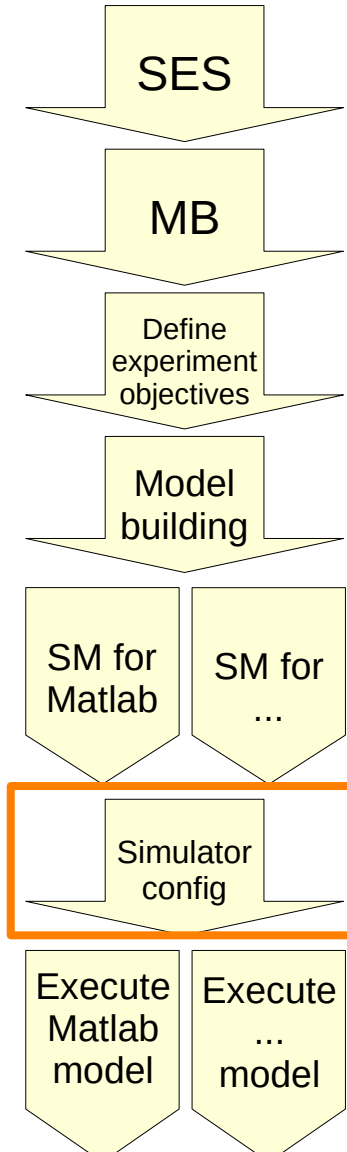 SES
MB
Define
experiment
objectives
Model
building
SM for
Matlab
SM for
...
Simulator
config
Execute
Matlab
model
Execute
...
model